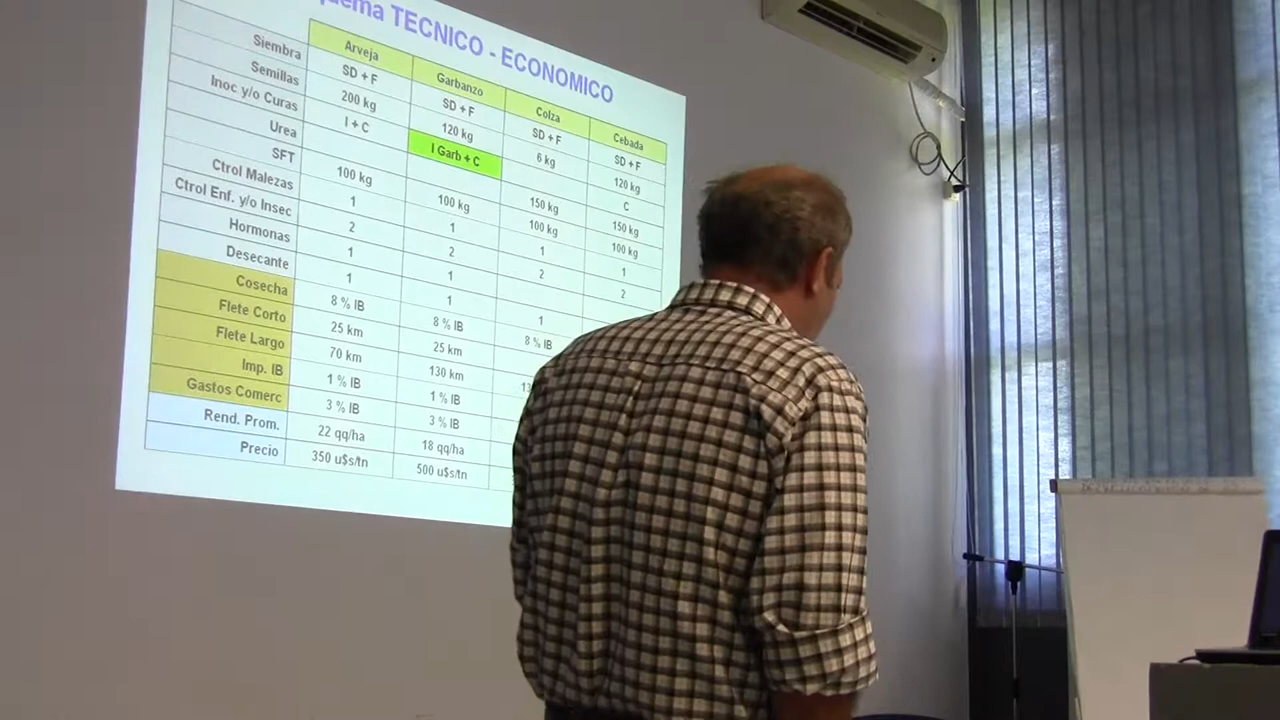 uema TECNICO - ECONOMICO
Arveja Garbanzo Colza Cebada
Siembra SD + F SD + F SD + F SD + F
Semillas 200 kg 120 kg 6 kg 120 kg
Inoc y/o Curas I + C I Garb + C C
Urea 150 kg 150 kg
SFT 100 kg 100 kg 100 kg 100 kg
Ctrol Malezas 1 1 1 1
Ctrol Enf. y/o Insec 2 2 2 2
Hormonas 1 1
Desecante 1 1 1
Cosecha 8 % IB 8 % IB 8 % IB
Flete Corto 25 km 25 km
Flete Largo 70 km 130 km
Imp. IB 1 % IB 1 % IB
Gastos Comerc 3 % IB 3 % IB
Rend. Prom. 22 qq/ha 18 qq/ha
Precio 350 u$s/tn 500 u$s/tn